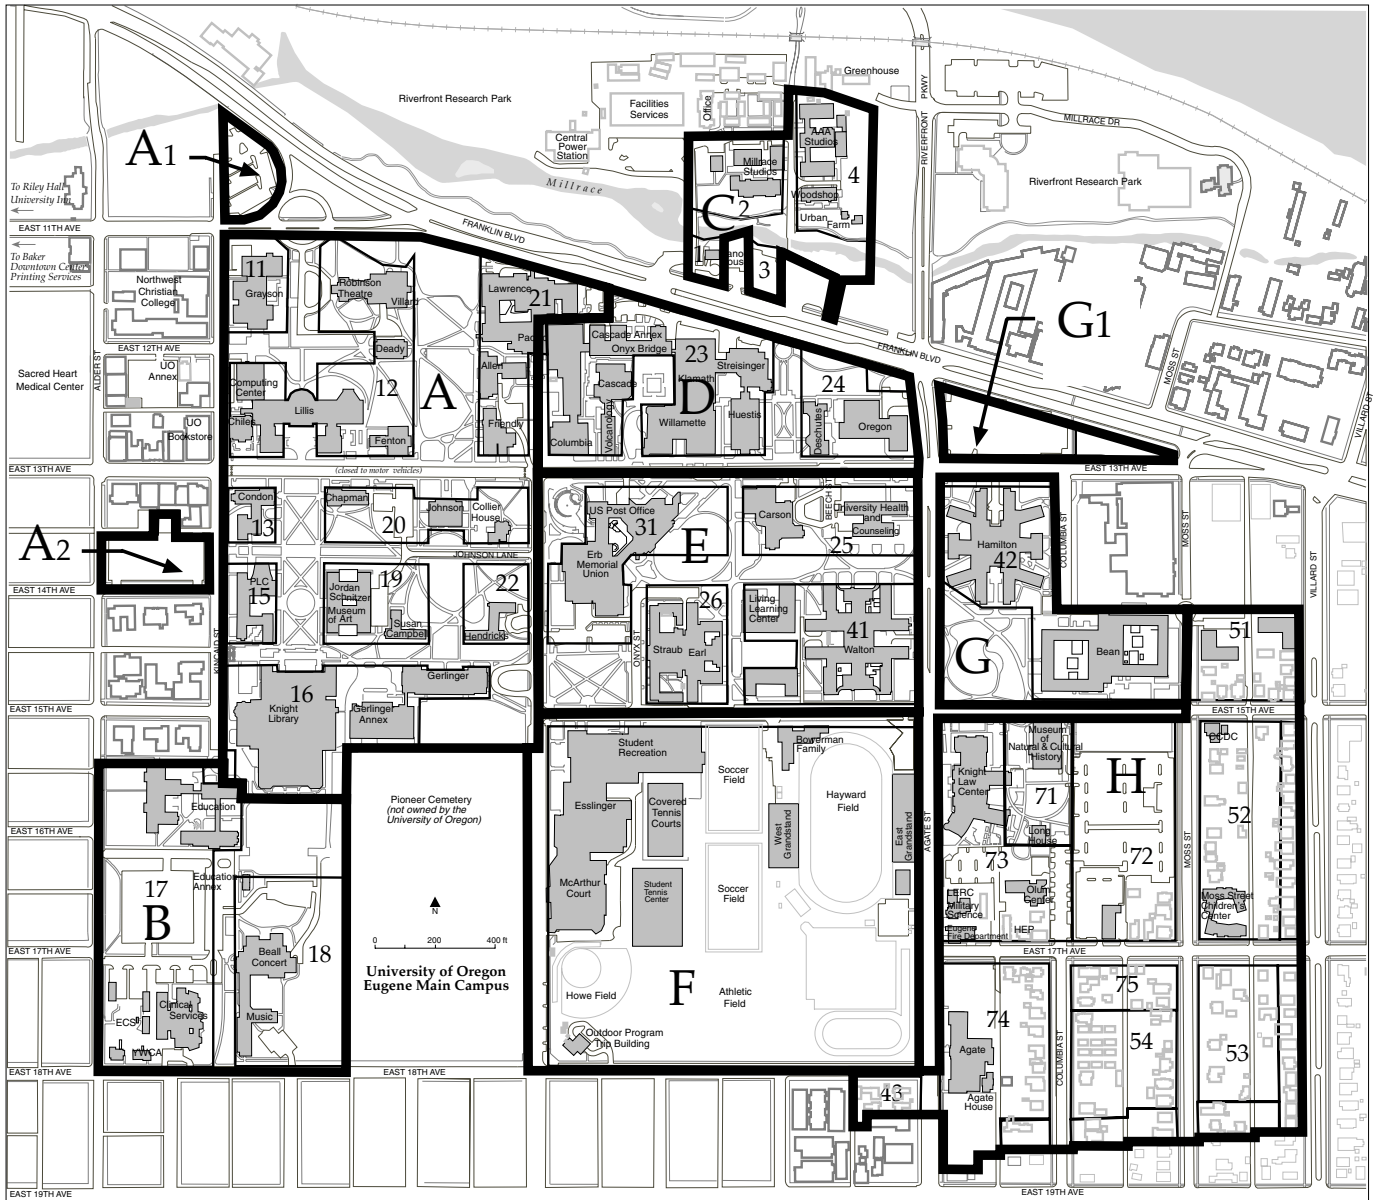 Greenhouse
Riverfront Research Park
Facilities
Services
Office
RIVERFRONT PKWY
MILLRACE DR
A1
AAA
Studios
Central
Power
Station
Millrace
Studios
4
Riverfront Research Park
To Riley Hall
University Inn
Millrace
Woodshop
C2
Urban
Farm
EAST 11TH AVE
FRANKLIN BLVD
To Baker
Downtown Center
Printing Services
1
3
11
Grayson
Robinson
Theatre
Villard
Lawrence
21
Northwest
Christian
College
G1
EAST 12TH AVE
ALDER ST
Deady
Cascade Annex
Onyx Bridge
23
Streisinger
FRANKLIN BLVD
MOSS ST
Sacred Heart
Medical Center
UO
Annex
Computing
Center
12
A
Allen
Cascade
Klamath
D
24
VILLARD ST
Lillis
Chiles
UO
Bookstore
Fenton
Friendly
Columbia
Volcanology
Willamette
Huestis
Deschutes
Oregon
EAST 13TH AVE
(closed to motor vehicles)
EAST 13TH AVE
Condon
13
Chapman
20
Johnson
Collier
House
US Post Office
31
E
Carson
BEECH ST
University Health
and
Counseling
25
Hamilton
42
COLUMBIA ST
MOSS ST
A2
JOHNSON LANE
Erb
Memorial
Union
VILLARD ST
EAST 14TH AVE
PLC
15
Jordan
Schnitzer
Museum
of Art
19
Susan
Campbell
22
Hendricks
26
Living
Learning
Center
41
Walton
51
KINCAID ST
ONYX ST
Straub
Earl
G
Bean
16
Knight
Library
Gerlinger
Gerlinger
Annex
EAST 15TH AVE
EAST 15TH AVE
Student
Recreation
Bowerman
Family
Museum
of
Natural & Cultural
History
CCDC
Pioneer Cemetery
(not owned by the
University of Oregon)
Soccer
Field
Hayward
Field
Knight
Law
Center
71
H
Education
Esslinger
Covered
Tennis
Courts
West
Grandstand
East
Grandstand
AGATE ST
Long
House
52
EAST 16TH AVE
MOSS ST
73
72
17
B
Education
Annex
McArthur
Court
Student
Tennis
Center
Soccer
Field
LERC
Military
Science
Olum
Center
Moss Street
Children's
Center
N
Eugene
Fire Department
HEP
0
200
400 ft
EAST 17TH AVE
EAST 17TH AVE
Beall
Concert
18
University of Oregon
Eugene Main Campus
Howe Field
F
Athletic
Field
75
ECS
Clinical
Services
Music
74
54
53
Outdoor Program
Trip Building
YWCA
Agate
COLUMBIA ST
EAST 18TH AVE
EAST 18TH AVE
43
Agate
House
EAST 19TH AVE
EAST 19TH AVE